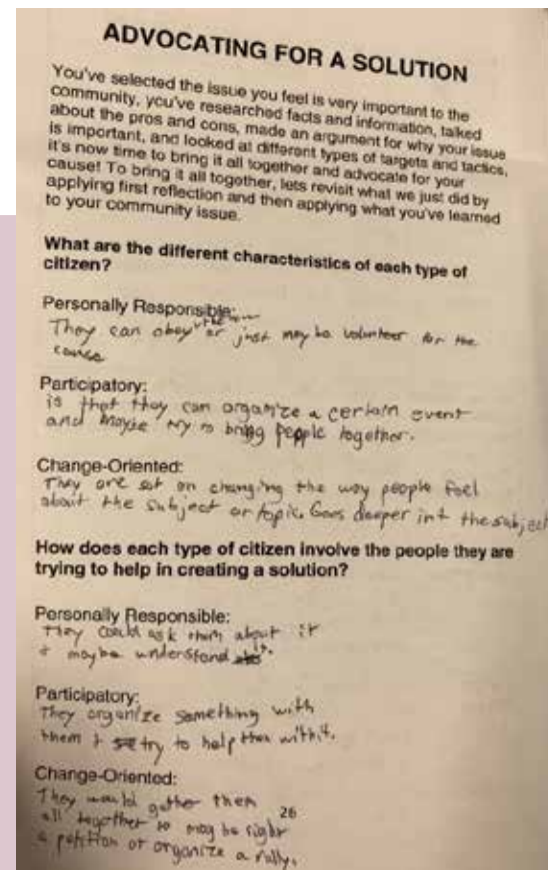 ADVOCATING FOR A SOLUTION
You've selected the issue you feel is very important to the
community, you've researched facts and information, talked
about the pros and cons, made an argument for why your issue
is important, and looked at different types of targets and tactics,
it's now time to bring it all together and advocate for your
cause! To bring it all together, lets revisit what we just did by
applying first reflection and then applying what you've learned
to your community issue.
What are the different characteristics of each type of
citizen?
Personally Responsible:
They can obey or just maybe volunteer for the
cause
Participatory:
is that they can organize a certain event
and maybe try to bring people together.
Change-Oriented:
They are set on changing the way people feel
about the subject or topic. Goes deeper int the subject
How does each type of citizen involve the people they are
trying to help in creating a solution?
Personally Responsible:
They could ask them about it
+ maybe understand
Participatory:
They organize something with
them + try to help them with it.
Change-Oriented:
They would gather them
all together to may be right
a petition or organize a rally.
26